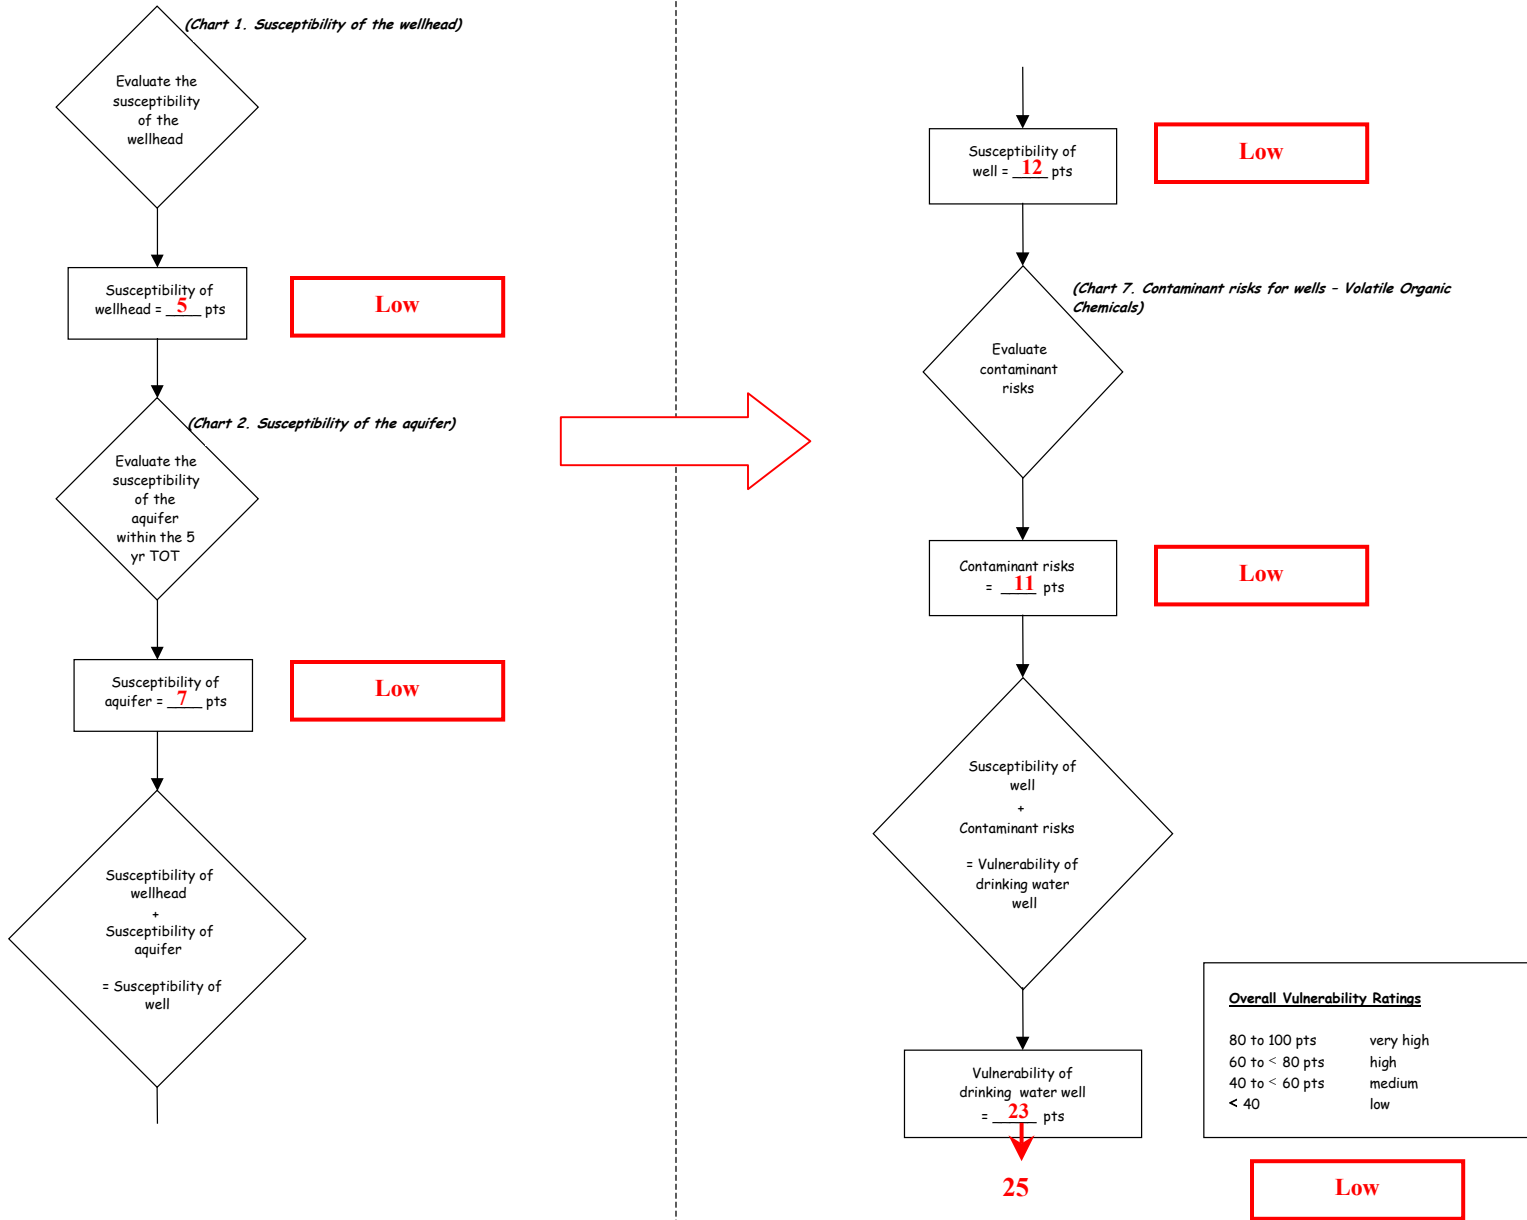 (Chart 1. Susceptibility of the wellhead)
Evaluate the
susceptibility
of the
wellhead
Susceptibility of
wellhead = 5 pts
Low
(Chart 2. Susceptibility of the aquifer)
Evaluate the
susceptibility
of the
aquifer
within the 5
yr TOT
Susceptibility of
aquifer = 7 pts
Low
Susceptibility of
wellhead
+
Susceptibility of
aquifer
= Susceptibility of
well
Susceptibility of
well = 12 pts
Low
(Chart 7. Contaminant risks for wells – Volatile Organic
Chemicals)
Evaluate
contaminant
risks
Contaminant risks
= 11 pts
Low
Susceptibility of
well
+
Contaminant risks
= Vulnerability of
drinking water
well
Vulnerability of
drinking water well
= 23 pts
25
Overall Vulnerability Ratings
80 to 100 pts very high
60 to < 80 pts high
40 to < 60 pts medium
< 40 low
Low